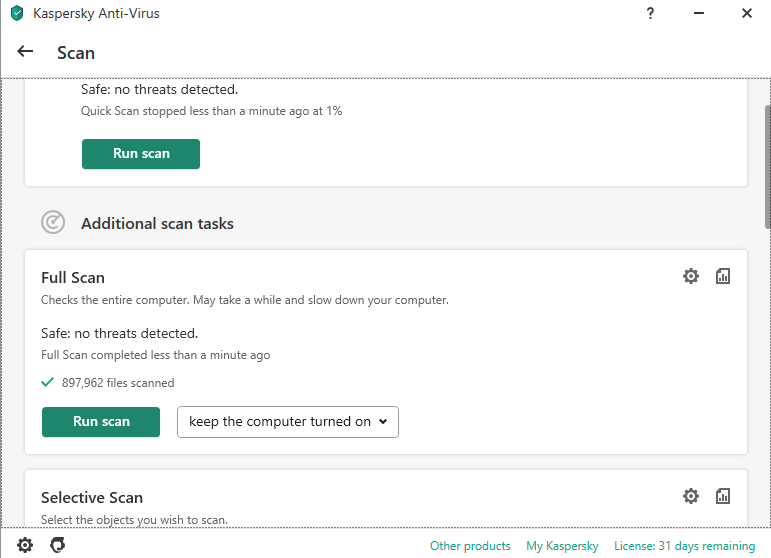 Kaspersky Anti-Virus
?
Scan
Safe: no threats detected.
Quick Scan stopped less than a minute ago at 1%
Run scan
Additional scan tasks
Full Scan
Checks the entire computer. May take a while and slow down your computer.
Safe: no threats detected.
Full Scan completed less than a minute ago
897,962 files scanned
Run scan
keep the computer turned on
Selective Scan
Select the objects you wish to scan.
Other products My Kaspersky License: 31 days remaining